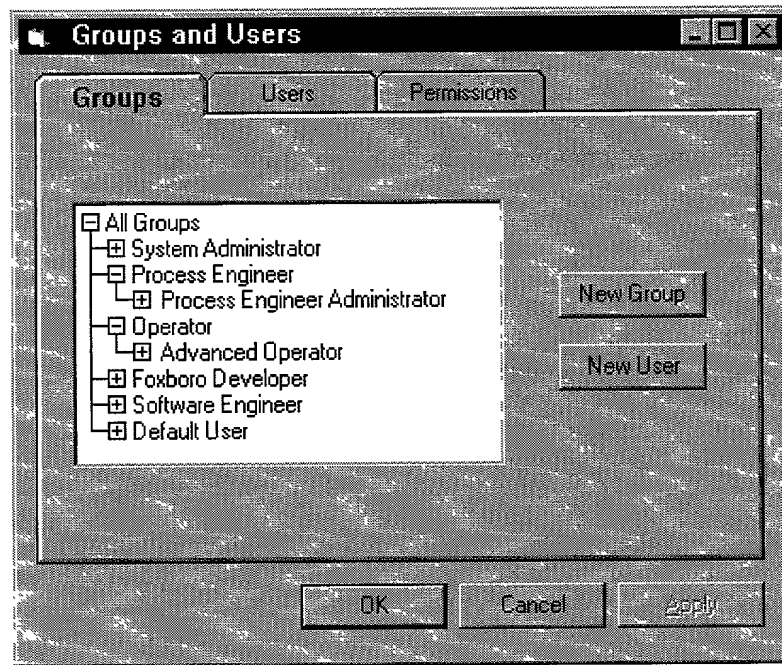 Groups and Users
Groups Users Permissions
All Groups
System Administrator
Process Engineer
Process Engineer Administrator
New Group
Operator
Advanced Operator
New User
Foxboro Developer
Software Engineer
Default User
OK Cancel Apply